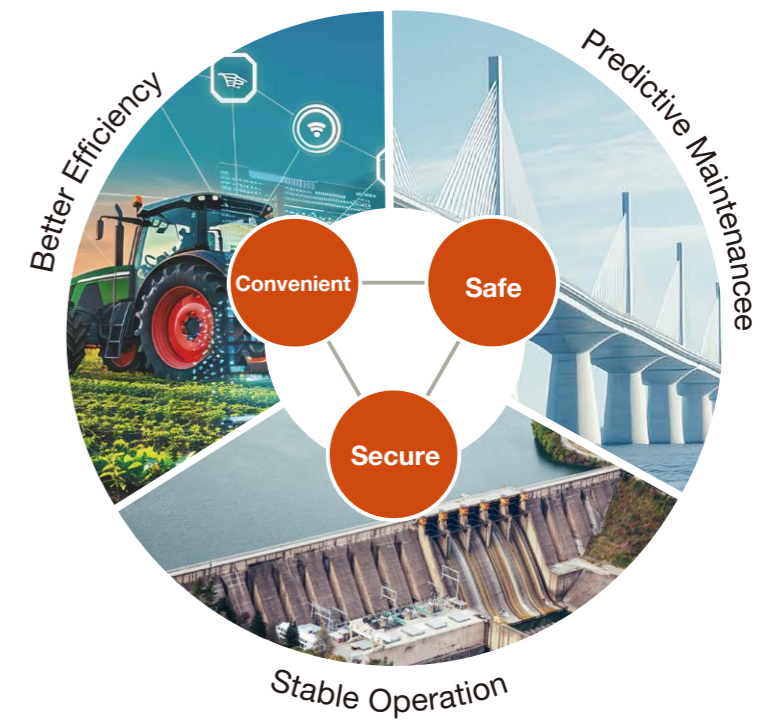 Better Efficiency
Predictive Maintenancee
Convenient
Safe
Secure
Stable Operation